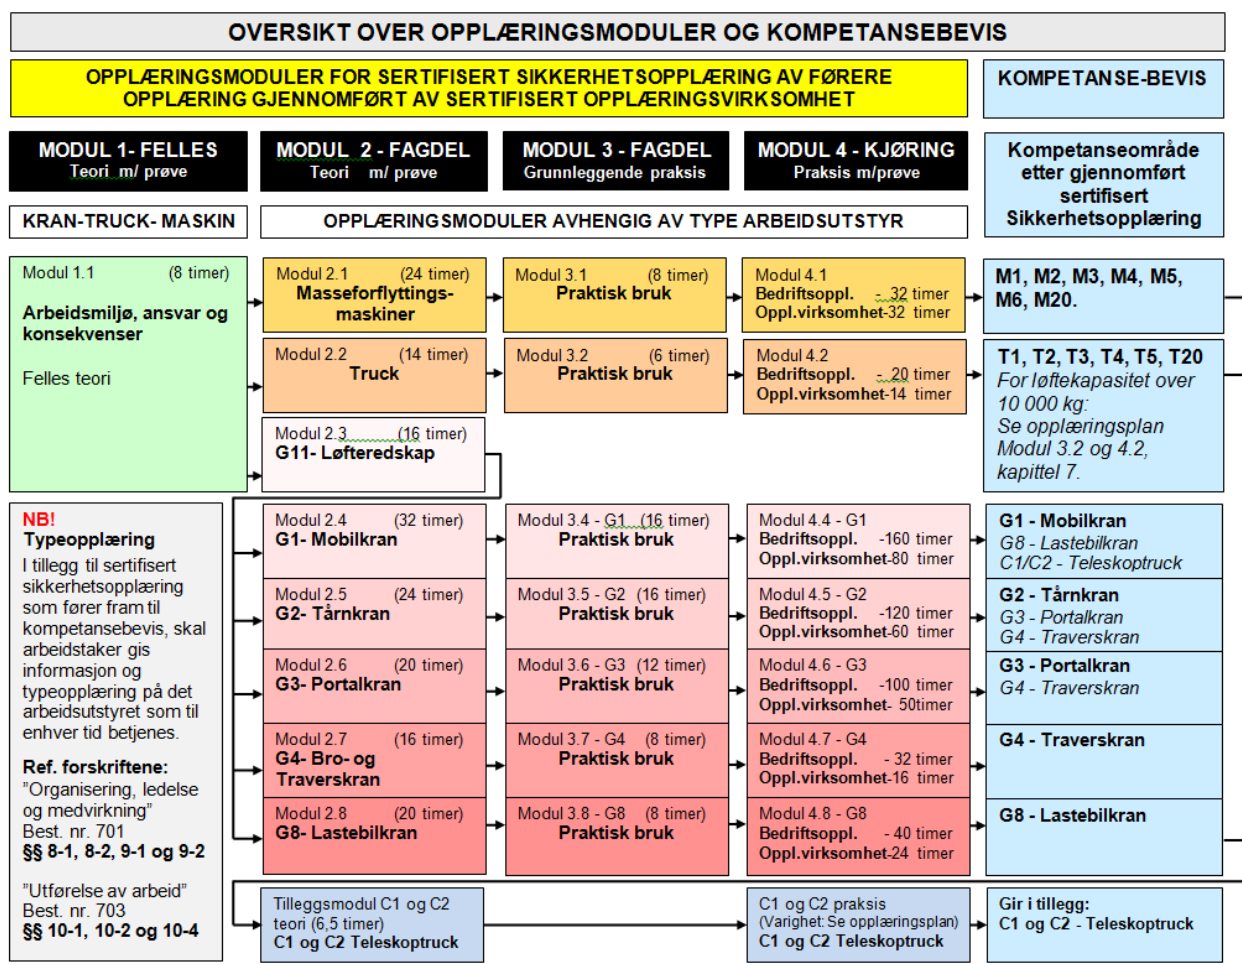 OVERSIKT OVER OPPLÆRINGSMODULER OG KOMPETANSEBEVIS
OPPLÆRINGSMODULER FOR SERTIFISERT SIKKERHETSOPPLÆRING AV FØRERE
OPPLÆRING GJENNOMFØRT AV SERTIFISERT OPPLÆRINGSVIRKSOMHET
KOMPETANSE-BEVIS
MODUL 1- FELLES
Teori m/ prøve
MODUL 2 - FAGDEL
Teori m/ prøve
MODUL 3 - FAGDEL
Grunnleggende praksis
MODUL 4 - KJØRING
Praksis m/prøve
Kompetanseområde
etter gjennomført
sertifisert
Sikkerhetsopplæring
KRAN-TRUCK- MASKIN
OPPLÆRINGSMODULER AVHENGIG AV TYPE ARBEIDSUTSTYR
Modul 1.1 (8 timer)
Arbeidsmiljø, ansvar og
konsekvenser
Felles teori
Modul 2.1 (24 timer)
Masseforflyttings-
maskiner
Modul 3.1 (8 timer)
Praktisk bruk
Modul 4.1
Bedriftsoppl. - 32 timer
Oppl.virksomhet-32 timer
M1, M2, M3, M4, M5,
M6, M20.
Modul 2.2 (14 timer)
Truck
Modul 3.2 (6 timer)
Praktisk bruk
Modul 4.2
Bedriftsoppl. - 20 timer
Oppl.virksomhet-14 timer
T1, T2, T3, T4, T5, T20
For løftekapasitet over
10 000 kg:
Se opplæringsplan
Modul 3.2 og 4.2,
kapittel 7.
Modul 2.3 (16 timer)
G11- Løfteredskap
NB!
Typeopplæring
I tillegg til sertifisert
sikkerhetsopplæring
som fører fram til
kompetansebevis, skal
arbeidstaker gis
informasjon og
typeopplæring på det
arbeidsutstyret som til
enhver tid betjenes.
Ref. forskriftene:
"Organisering, ledelse
og medvirkning"
Best. nr. 701
§§ 8-1, 8-2, 9-1 og 9-2
"Utførelse av arbeid"
Best. nr. 703
§§ 10-1, 10-2 og 10-4
Modul 2.4 (32 timer)
G1- Mobilkran
Modul 3.4 - G1 (16 timer)
Praktisk bruk
Modul 4.4 - G1
Bedriftsoppl. -160 timer
Oppl.virksomhet -80 timer
G1 - Mobilkran
G8 - Lastebilkran
C1/C2 - Teleskoptruck
Modul 2.5 (24 timer)
G2- Tårnkran
Modul 3.5 - G2 (16 timer)
Praktisk bruk
Modul 4.5 - G2
Bedriftsoppl. -120 timer
Oppl.virksomhet -60 timer
G2 - Tårnkran
G3 - Portalkran
G4 - Traverskran
Modul 2.6 (20 timer)
G3- Portalkran
Modul 3.6 - G3 (12 timer)
Praktisk bruk
Modul 4.6 - G3
Bedriftsoppl. -100 timer
Oppl.virksomhet- 50timer
G3 - Portalkran
G4 - Traverskran
Modul 2.7 (16 timer)
G4- Bro- og
Traverskran
Modul 3.7 - G4 (8 timer)
Praktisk bruk
Modul 4.7 - G4
Bedriftsoppl. - 32 timer
Oppl.virksomhet -16 timer
G4 - Traverskran
Modul 2.8 (20 timer)
G8- Lastebilkran
Modul 3.8 - G8 (8 timer)
Praktisk bruk
Modul 4.8 - G8
Bedriftsoppl. - 40 timer
Oppl.virksomhet-24 timer
G8 - Lastebilkran
Tilleggsmodul C1 og C2
teori (6,5 timer)
C1 og C2 Teleskoptruck
C1 og C2 praksis
(Varighet: Se opplæringsplan)
C1 og C2 Teleskoptruck
Gir i tillegg:
C1 og C2 - Teleskoptruck